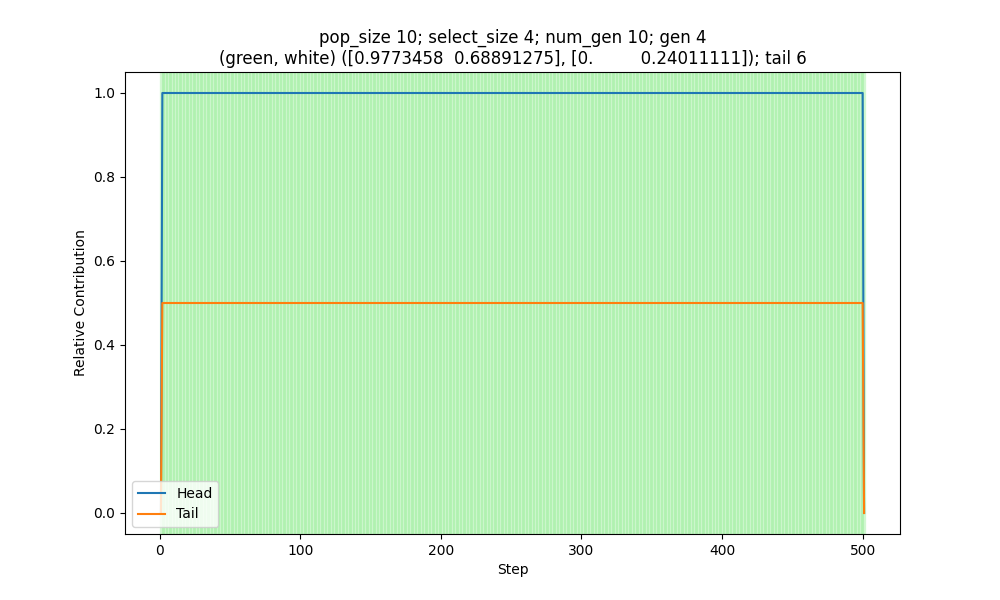 pop_size 10; select_size 4; num_gen 10; gen 4
(green, white) ([0.9773458  0.68891275], [0.         0.24011111]); tail 6
1.0
0.8
0.6
0.4
0.2
0.0
Relative Contribution
Head
Tail
0 100 200 300 400 500
Step